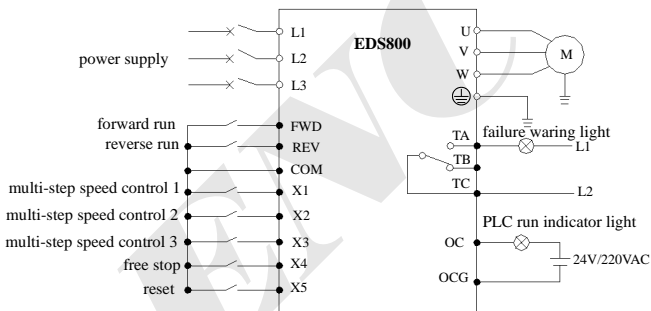 L1
EDS800
U
V
M
power supply
L2
W
L3
forward run
FWD
TA
failure waring light
L1
reverse run
REV
TB
COM
multi-step speed control 1
X1
TC
L2
multi-step speed control 2
X2
PLC run indicator light
multi-step speed control 3
X3
OC
free stop
X4
24V/220VAC
reset
X5
OCG
ENC